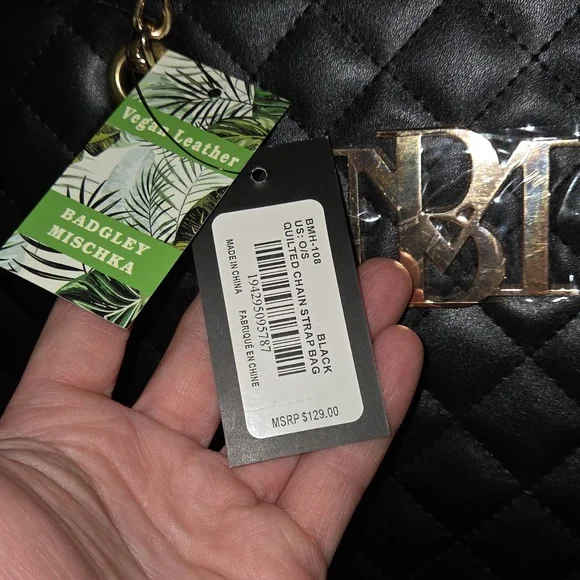 Vegan Leather
BADGLEY
MISCHKA
BMH-108
BLACK
US: O/S
QUILTED CHAIN STRAP BAG
194295095787
MADE IN CHINA
FABRIQUÉ EN CHINE
MSRP $129.00
BM